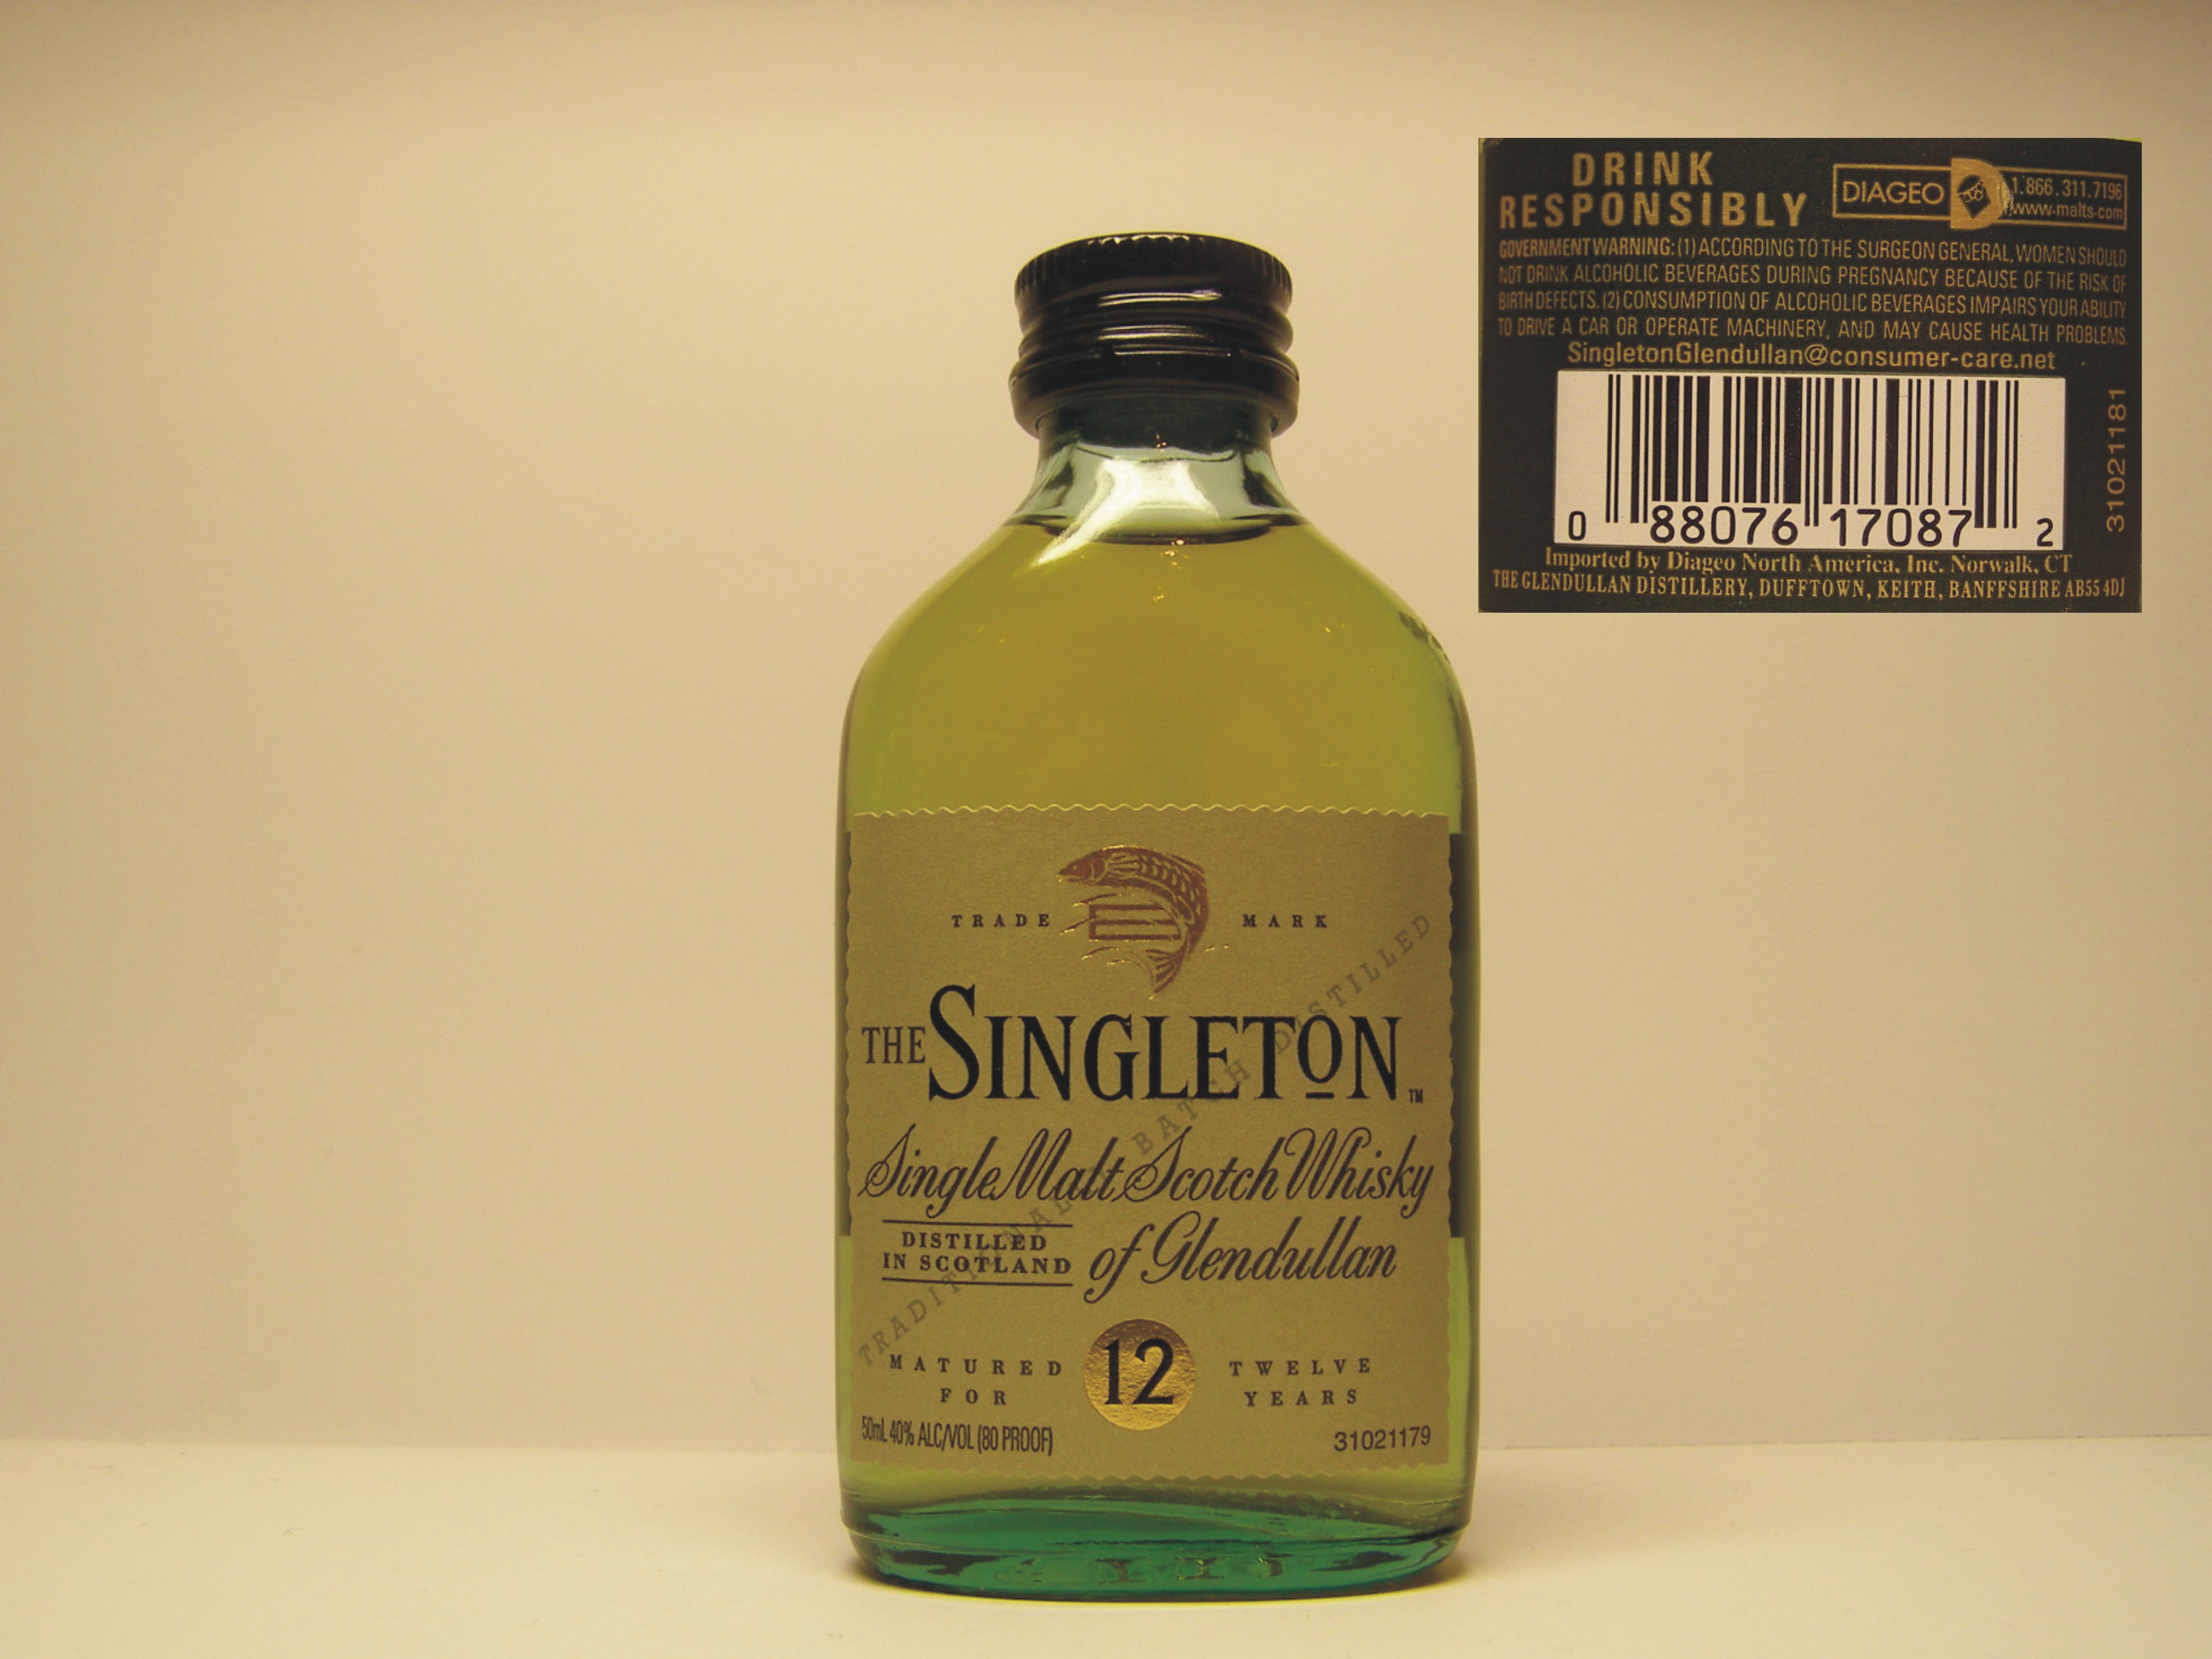 TRADE MARK
THE SINGLETON™
Single Malt Scotch Whisky
DISTILLED
IN SCOTLAND
of Glendullan
TRADITIONAL BATCH DISTILLED
MATURED
FOR
12
TWELVE
YEARS
50mL 40% ALC/VOL (80 PROOF)
31021179
DRINK
RESPONSIBLY
DIAGEO
1.866.311.7196
www.malts.com
GOVERNMENT WARNING: (1) ACCORDING TO THE SURGEON GENERAL, WOMEN SHOULD
NOT DRINK ALCOHOLIC BEVERAGES DURING PREGNANCY BECAUSE OF THE RISK OF
BIRTH DEFECTS. (2) CONSUMPTION OF ALCOHOLIC BEVERAGES IMPAIRS YOUR ABILITY
TO DRIVE A CAR OR OPERATE MACHINERY, AND MAY CAUSE HEALTH PROBLEMS.
SingletonGlendullan@consumer-care.net
0 88076 17087 2
31021181
Imported by Diageo North America, Inc. Norwalk, CT
THE GLENDULLAN DISTILLERY, DUFFTOWN, KEITH, BANFFSHIRE AB55 4DJ